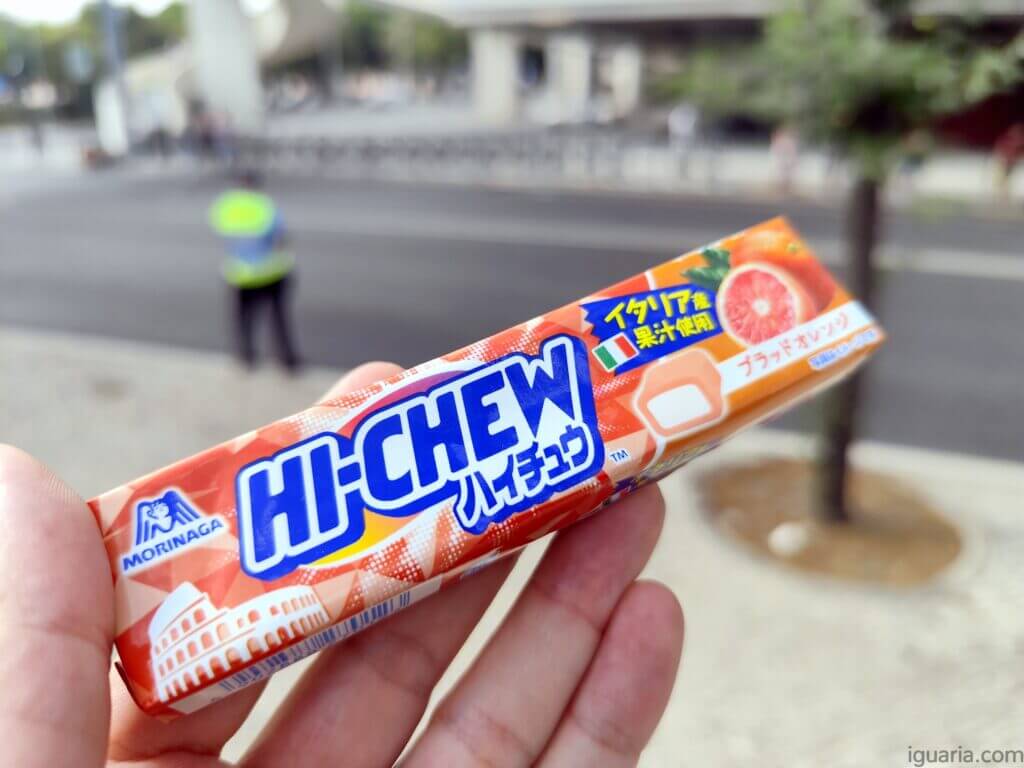 MORINAGA
HI-CHEW
ハイチュウ
TM
イタリア産
果汁使用
ブラッドオレンジ
iguaria.com